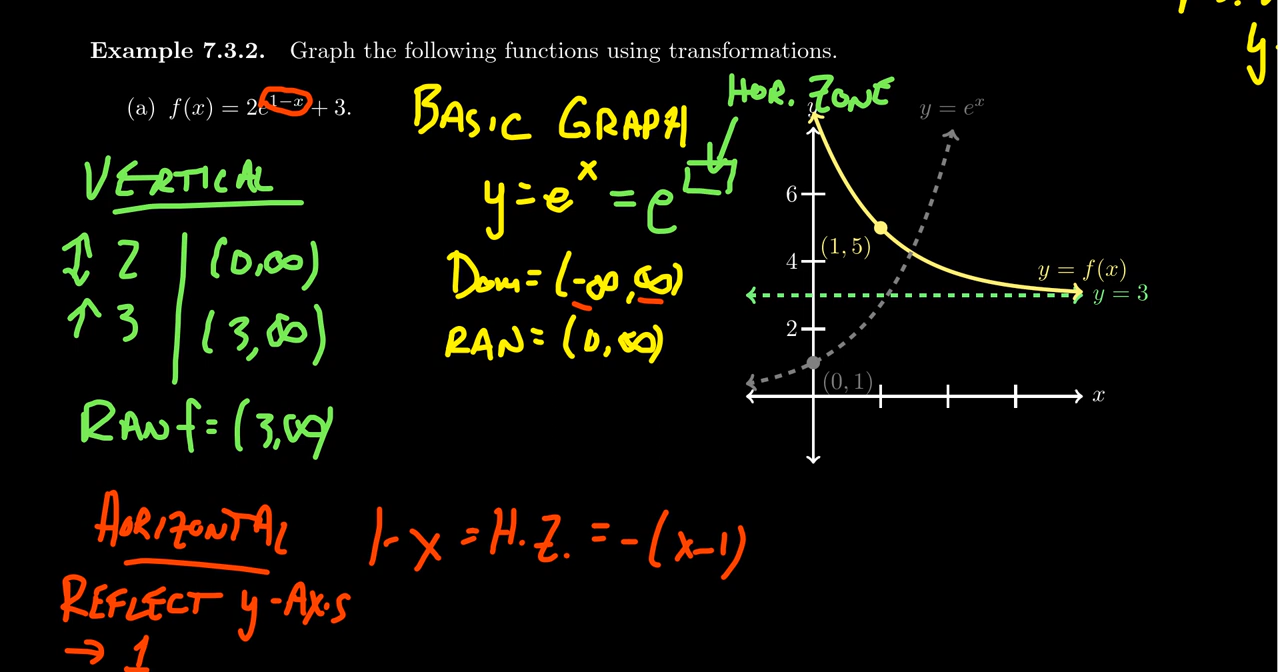 Example 7.3.2. Graph the following functions using transformations.
(a) f(x) = 2e^{1−x} + 3.
BASIC GRAPH
HOR. ZONE
y = e^x = e^□
Dom = (-∞, ∞)
RAN = (0, ∞)
VERTICAL
↕ 2 | (0, ∞)
↑ 3 | (3, ∞)
RAN f = (3, ∞)
y
y = e^x
6
(1, 5)
4
y = f(x)
y = 3
2
(0, 1)
x
HORIZONTAL
1-x = H.Z. = -(x-1)
REFLECT y-AXIS
→ 1
y